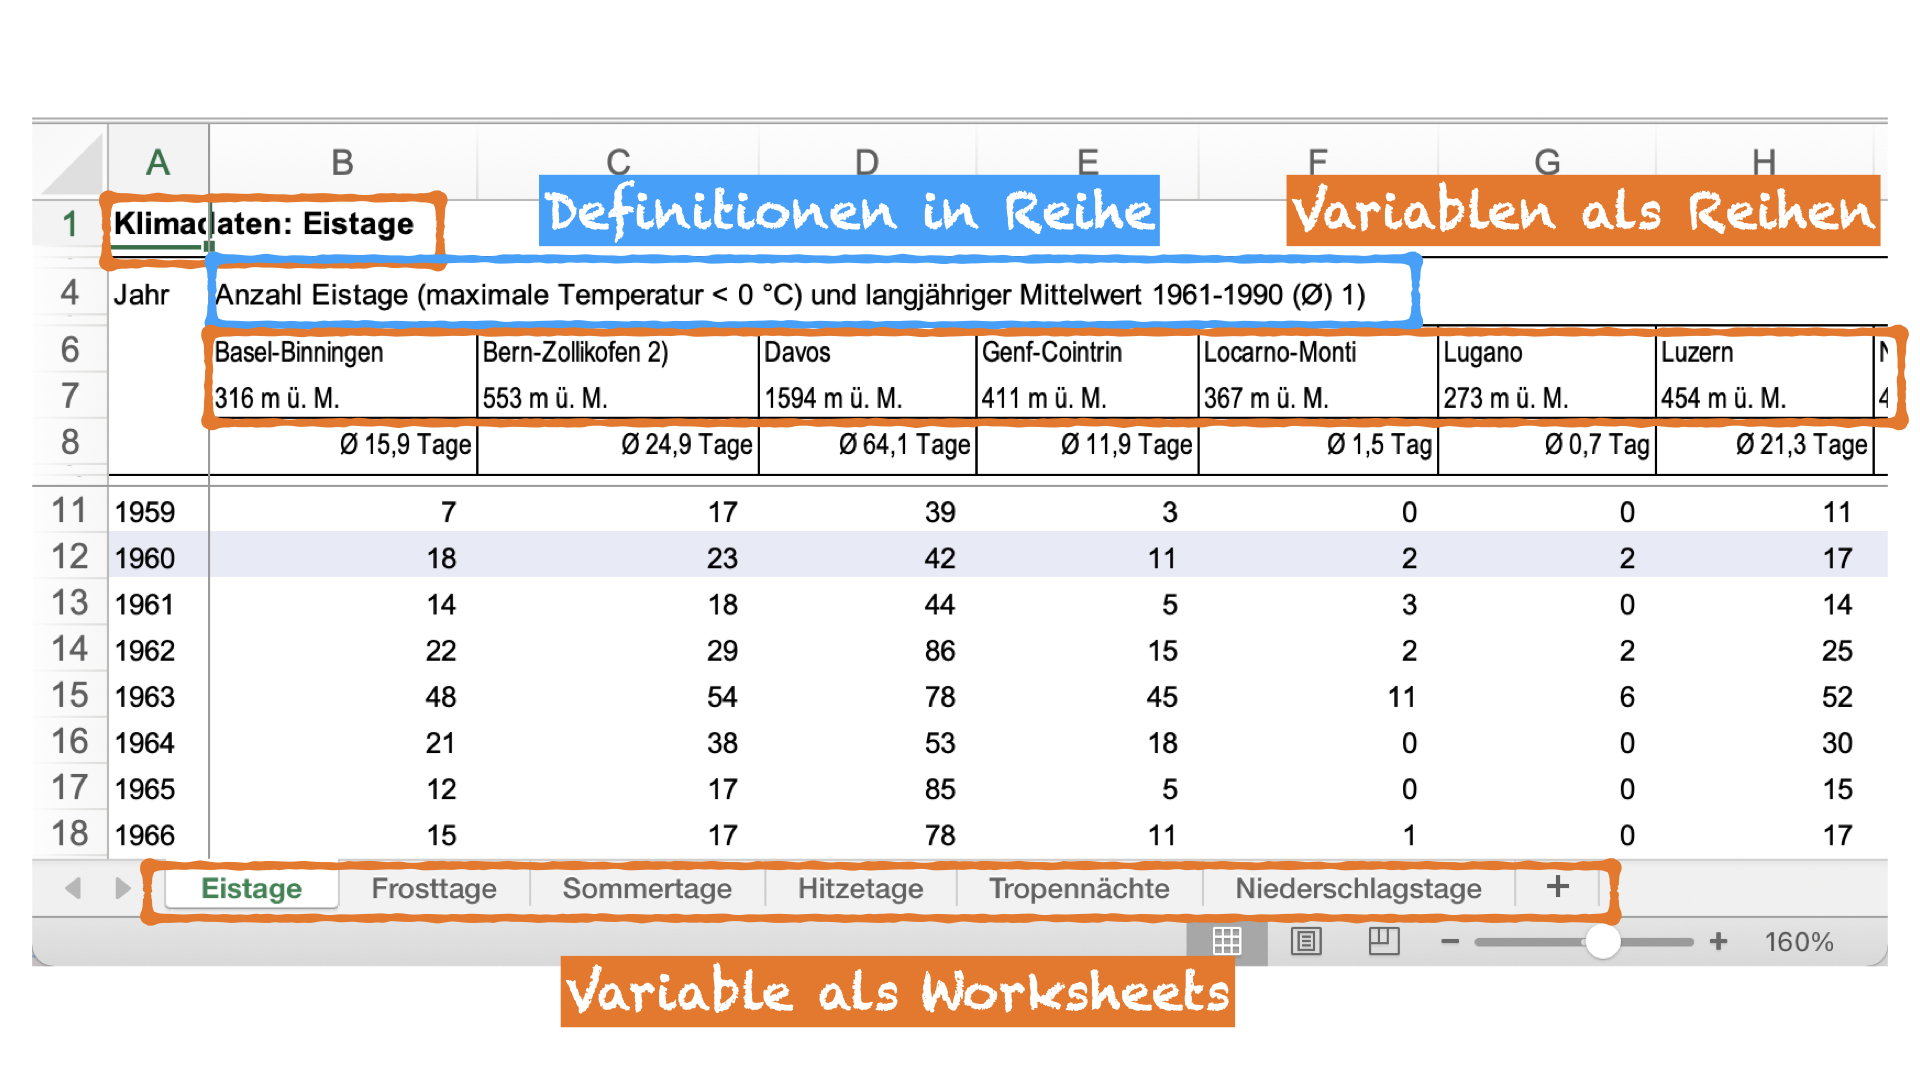 A B C D E F G H
Definitionen in Reihe Variablen als Reihen
1 Klimadaten: Eistage
4 Jahr Anzahl Eistage (maximale Temperatur < 0 °C) und langjähriger Mittelwert 1961-1990 (Ø) 1)
6 Basel-Binningen Bern-Zollikofen 2) Davos Genf-Cointrin Locarno-Monti Lugano Luzern
7 316 m ü. M. 553 m ü. M. 1594 m ü. M. 411 m ü. M. 367 m ü. M. 273 m ü. M. 454 m ü. M. 4
8 Ø 15,9 Tage Ø 24,9 Tage Ø 64,1 Tage Ø 11,9 Tage Ø 1,5 Tag Ø 0,7 Tag Ø 21,3 Tage
11 1959 7 17 39 3 0 0 11
12 1960 18 23 42 11 2 2 17
13 1961 14 18 44 5 3 0 14
14 1962 22 29 86 15 2 2 25
15 1963 48 54 78 45 11 6 52
16 1964 21 38 53 18 0 0 30
17 1965 12 17 85 5 0 0 15
18 1966 15 17 78 11 1 0 17
Eistage Frosttage Sommertage Hitzetage Tropennächte Niederschlagstage +
− + 160%
Variable als Worksheets